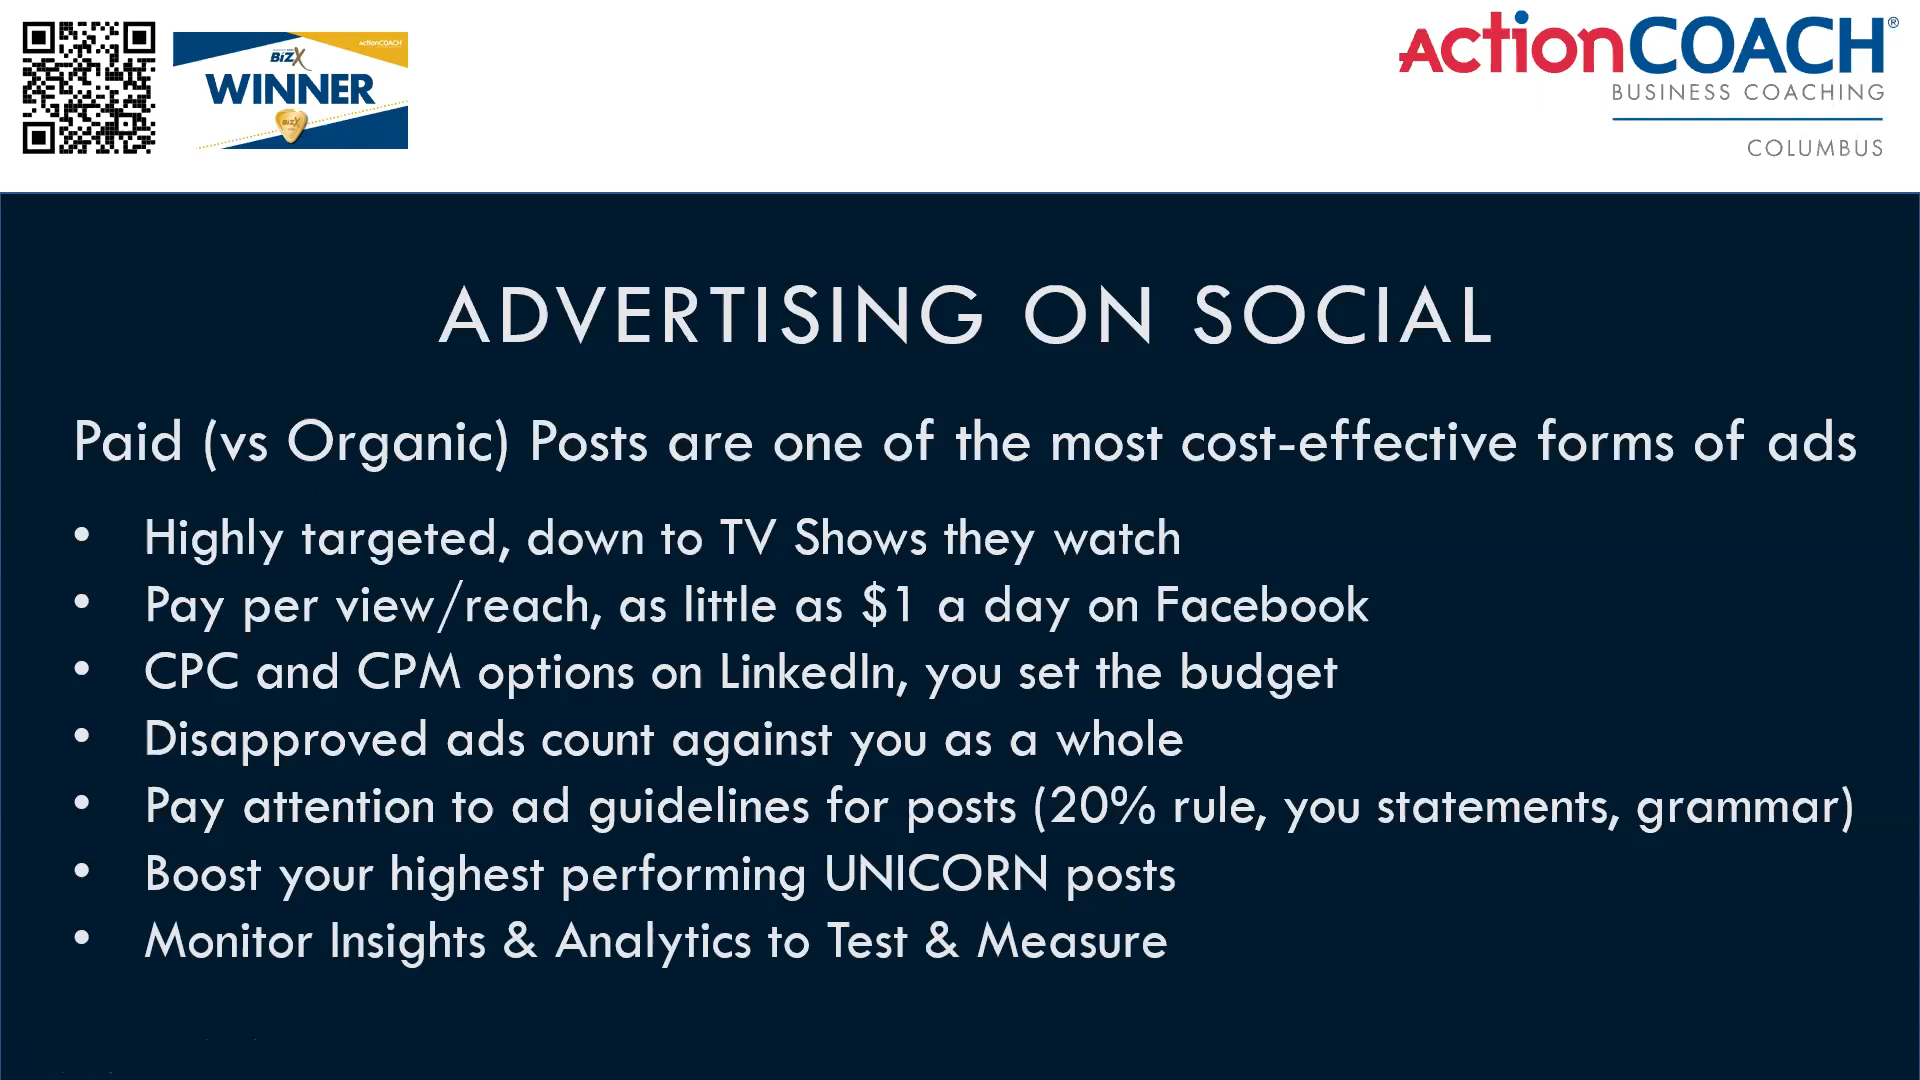 BIZX
WINNER
BIZX
ActionCOACH
ActionCOACH®
BUSINESS COACHING
COLUMBUS
ADVERTISING ON SOCIAL
Paid (vs Organic) Posts are one of the most cost-effective forms of ads
• Highly targeted, down to TV Shows they watch
• Pay per view/reach, as little as $1 a day on Facebook
• CPC and CPM options on LinkedIn, you set the budget
• Disapproved ads count against you as a whole
• Pay attention to ad guidelines for posts (20% rule, you statements, grammar)
• Boost your highest performing UNICORN posts
• Monitor Insights & Analytics to Test & Measure